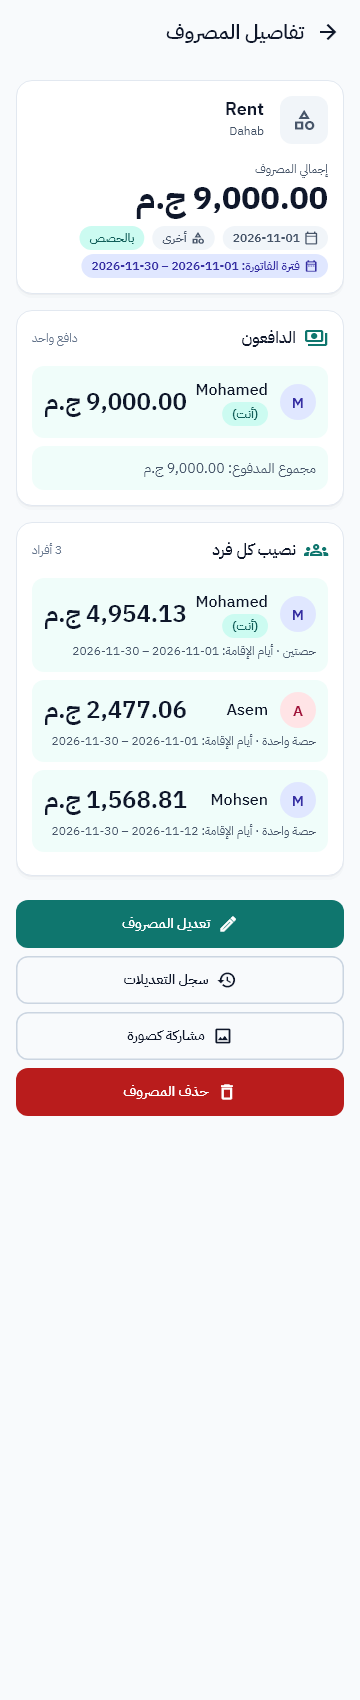 تفاصيل المصروف
Rent
Dahab
إجمالي المصروف
9,000.00 ج.م
2026-11-01
أخرى
بالحصص
فترة الفاتورة: 2026-11-01 – 2026-11-30
الدافعون
دافع واحد
M
Mohamed
(أنت)
9,000.00 ج.م
مجموع المدفوع: 9,000.00 ج.م
نصيب كل فرد
3 أفراد
M
Mohamed
(أنت)
4,954.13 ج.م
حصتين · أيام الإقامة: 2026-11-01 – 2026-11-30
A
Asem
2,477.06 ج.م
حصة واحدة · أيام الإقامة: 2026-11-01 – 2026-11-30
M
Mohsen
1,568.81 ج.م
حصة واحدة · أيام الإقامة: 2026-11-12 – 2026-11-30
تعديل المصروف
سجل التعديلات
مشاركة كصورة
حذف المصروف